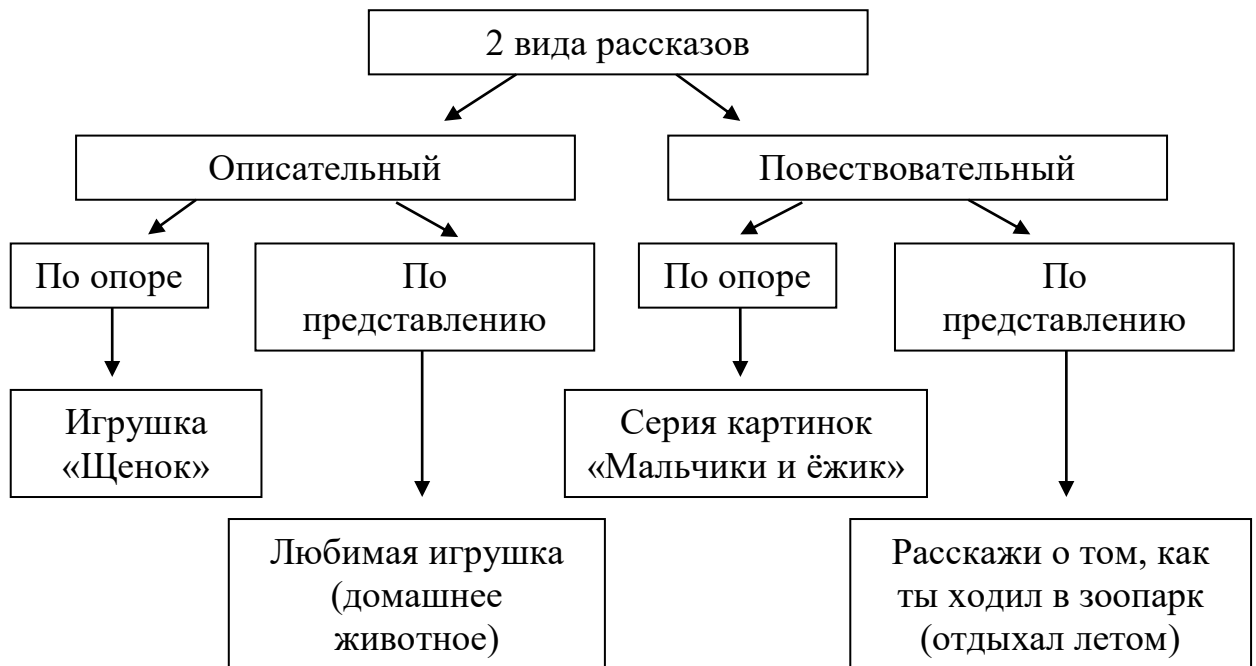 2 вида рассказов
Описательный
Повествовательный
По опоре
По
представлению
По опоре
По
представлению
Игрушка
«Щенок»
Серия картинок
«Мальчики и ёжик»
Любимая игрушка
(домашнее
животное)
Расскажи о том, как
ты ходил в зоопарк
(отдыхал летом)